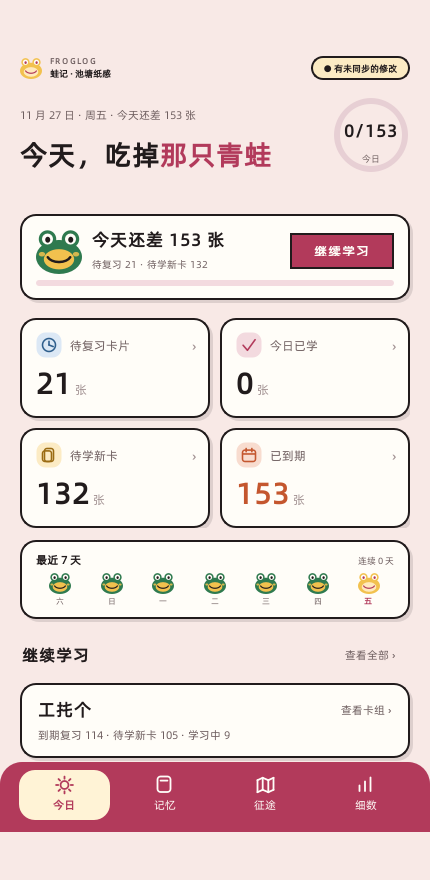 FROGLOG
蛙记 · 池塘纸感
● 有未同步的修改
11 月 27 日 · 周五 · 今天还差 153 张
今天，吃掉那只青蛙
0/153
今日
今天还差 153 张
待复习 21 · 待学新卡 132
继续学习
待复习卡片 ›
21 张
今日已学 ›
0 张
待学新卡 ›
132 张
已到期 ›
153 张
最近 7 天
连续 0 天
六 日 一 二 三 四 五
继续学习
查看全部 ›
工扥个
查看卡组 ›
到期复习 114 · 待学新卡 105 · 学习中 9
今日 记忆 征途 细数